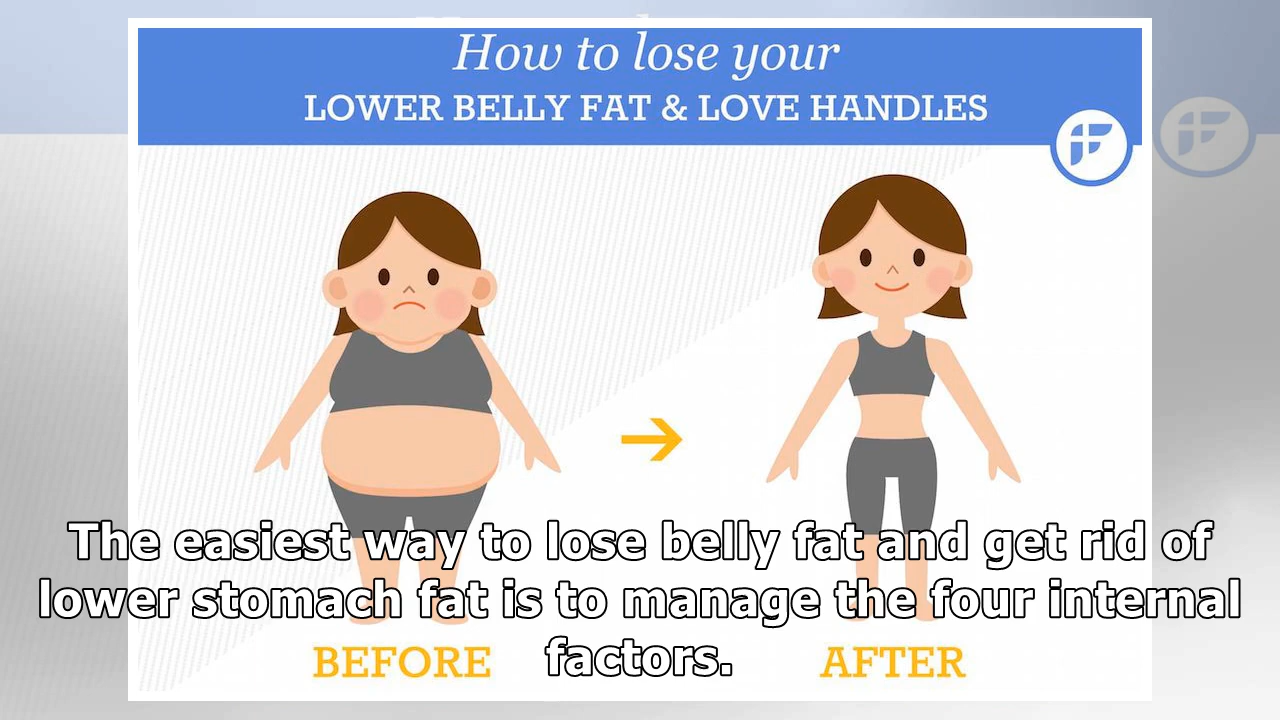 How to lose your
LOWER BELLY FAT & LOVE HANDLES
The easiest way to lose belly fat and get rid of
lower stomach fat is to manage the four internal
factors.
BEFORE
AFTER